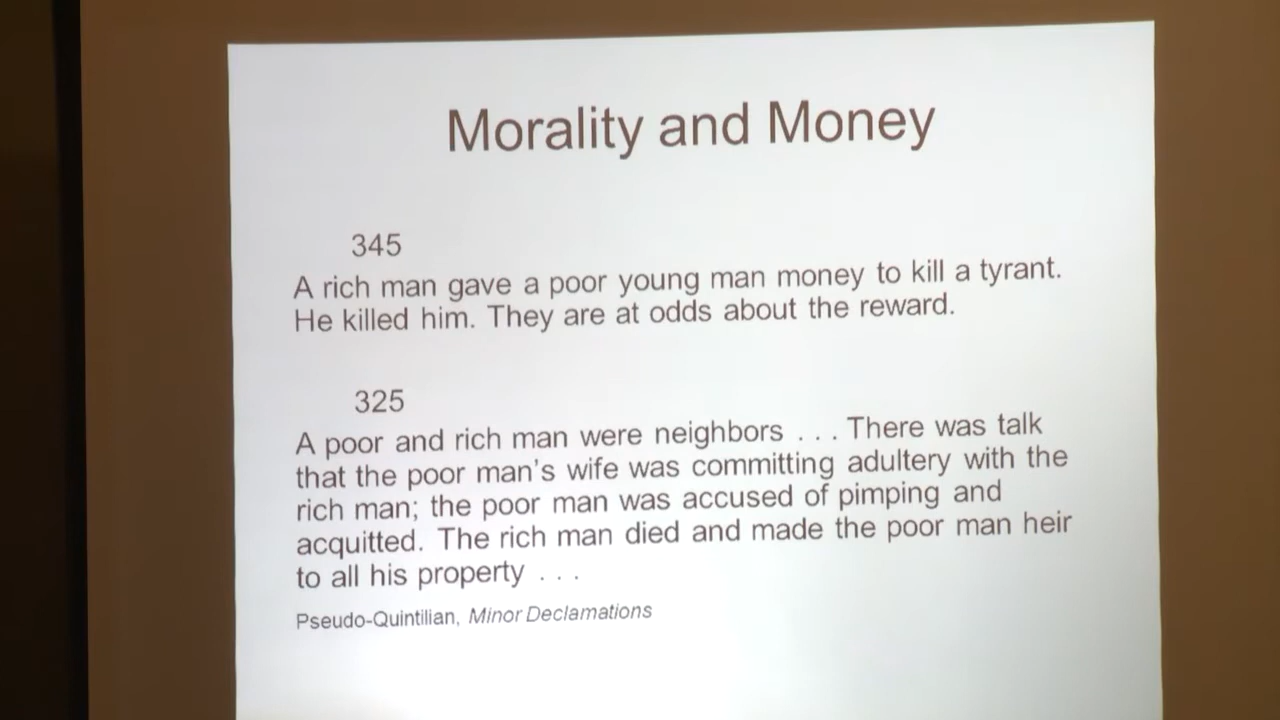 Morality and Money
345
A rich man gave a poor young man money to kill a tyrant.
He killed him. They are at odds about the reward.
325
A poor and rich man were neighbors . . . There was talk
that the poor man's wife was committing adultery with the
rich man; the poor man was accused of pimping and
acquitted. The rich man died and made the poor man heir
to all his property . . .
Pseudo-Quintilian, Minor Declamations